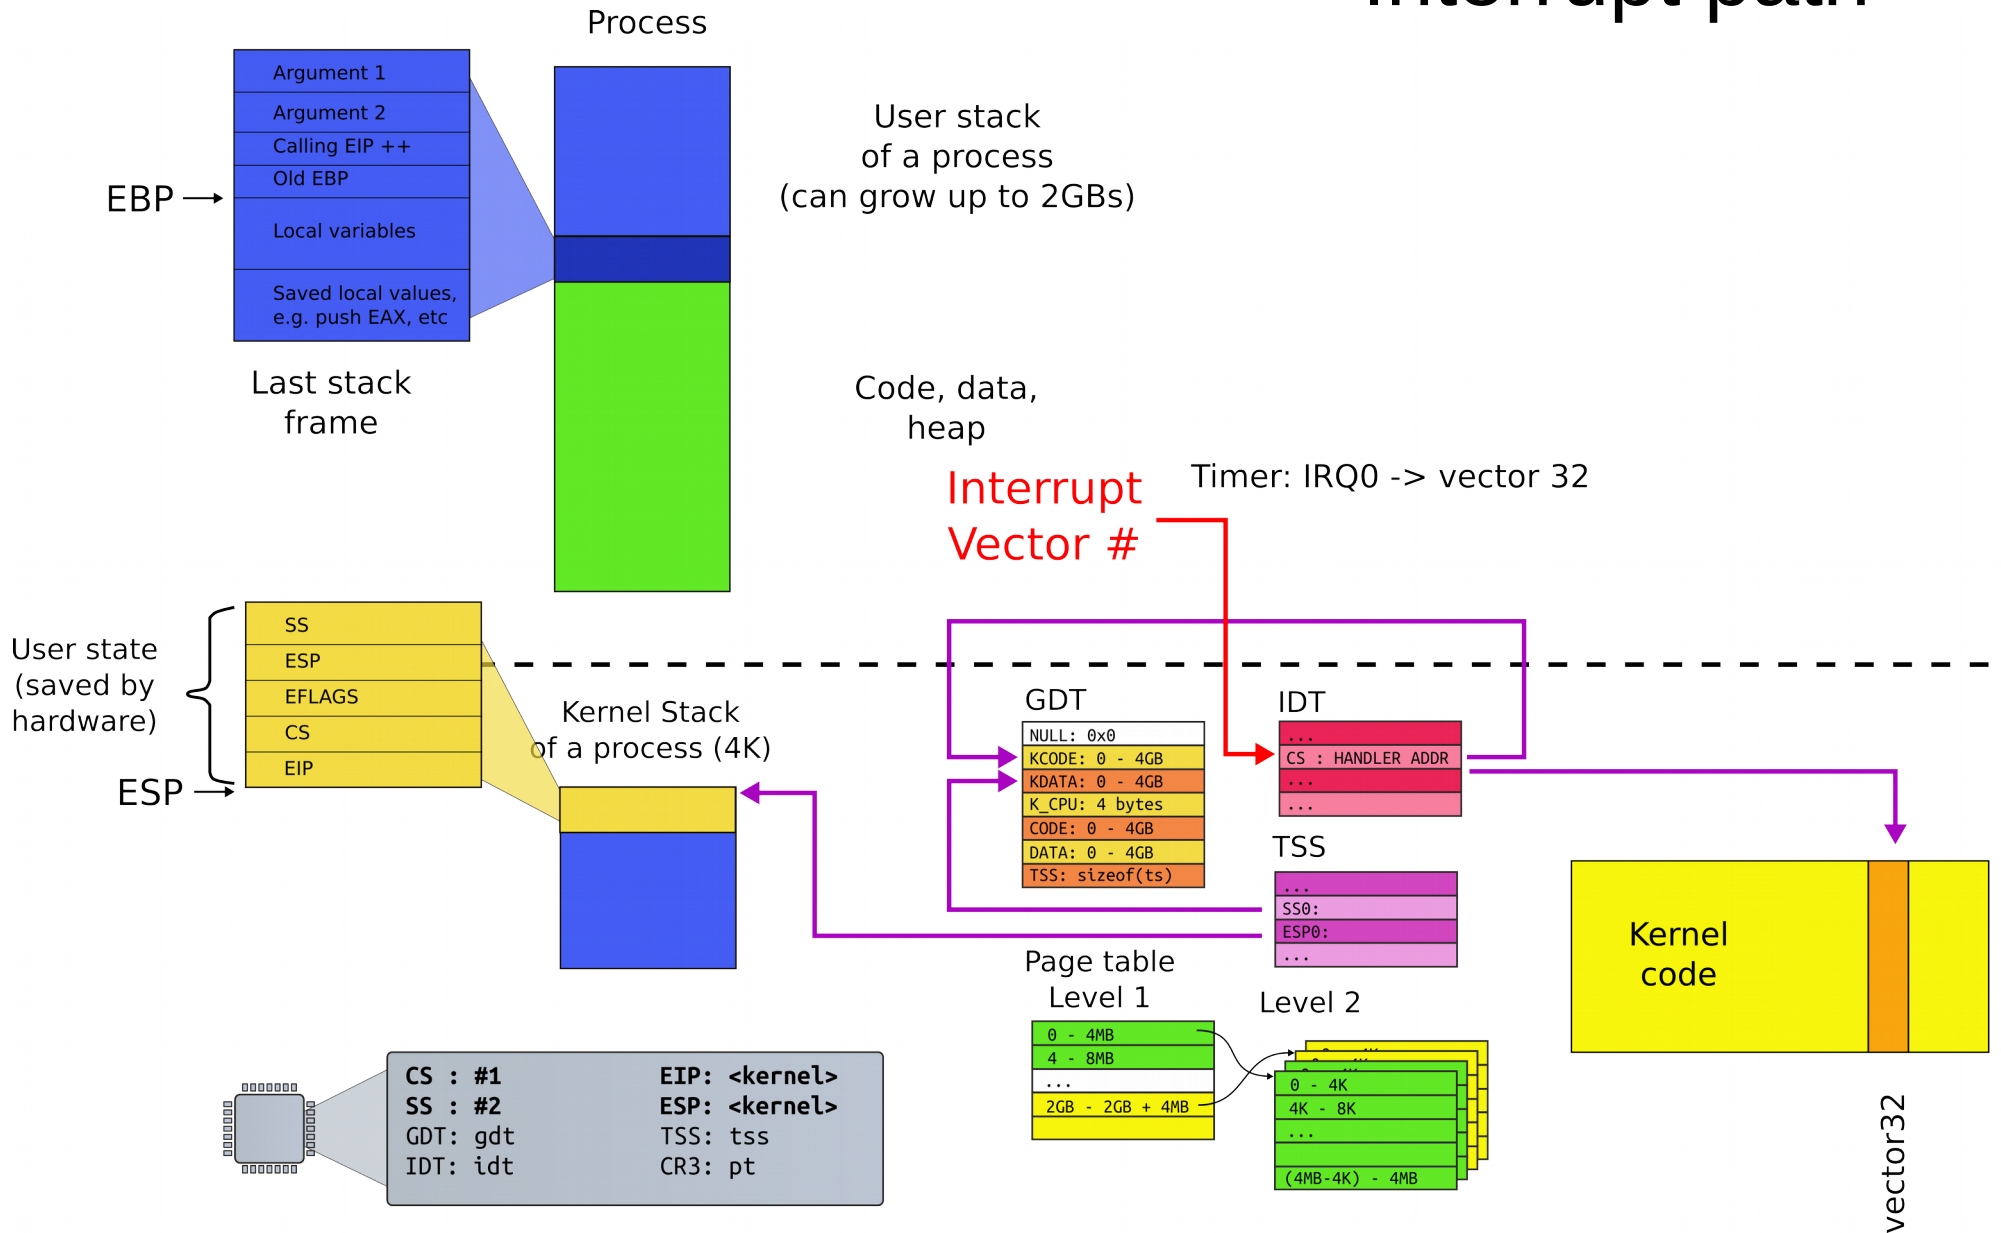 Interrupt path
Process
Argument 1
Argument 2
Calling EIP ++
Old EBP
Local variables
Saved local values,
e.g. push EAX, etc
EBP
Last stack
frame
User stack
of a process
(can grow up to 2GBs)
Code, data,
heap
Interrupt
Vector #
Timer: IRQ0 -> vector 32
User state
(saved by
hardware)
SS
ESP
EFLAGS
CS
EIP
ESP
Kernel Stack
of a process (4K)
GDT
NULL: 0x0
KCODE: 0 - 4GB
KDATA: 0 - 4GB
K_CPU: 4 bytes
CODE: 0 - 4GB
DATA: 0 - 4GB
TSS: sizeof(ts)
IDT
...
CS : HANDLER ADDR
...
...
TSS
...
SS0:
ESP0:
...
Kernel
code
vector32
Page table
Level 1
0 - 4MB
4 - 8MB
...
2GB - 2GB + 4MB
Level 2
0 - 4K
4K - 8K
...
(4MB-4K) - 4MB
CS : #1 EIP: <kernel>
SS : #2 ESP: <kernel>
GDT: gdt TSS: tss
IDT: idt CR3: pt